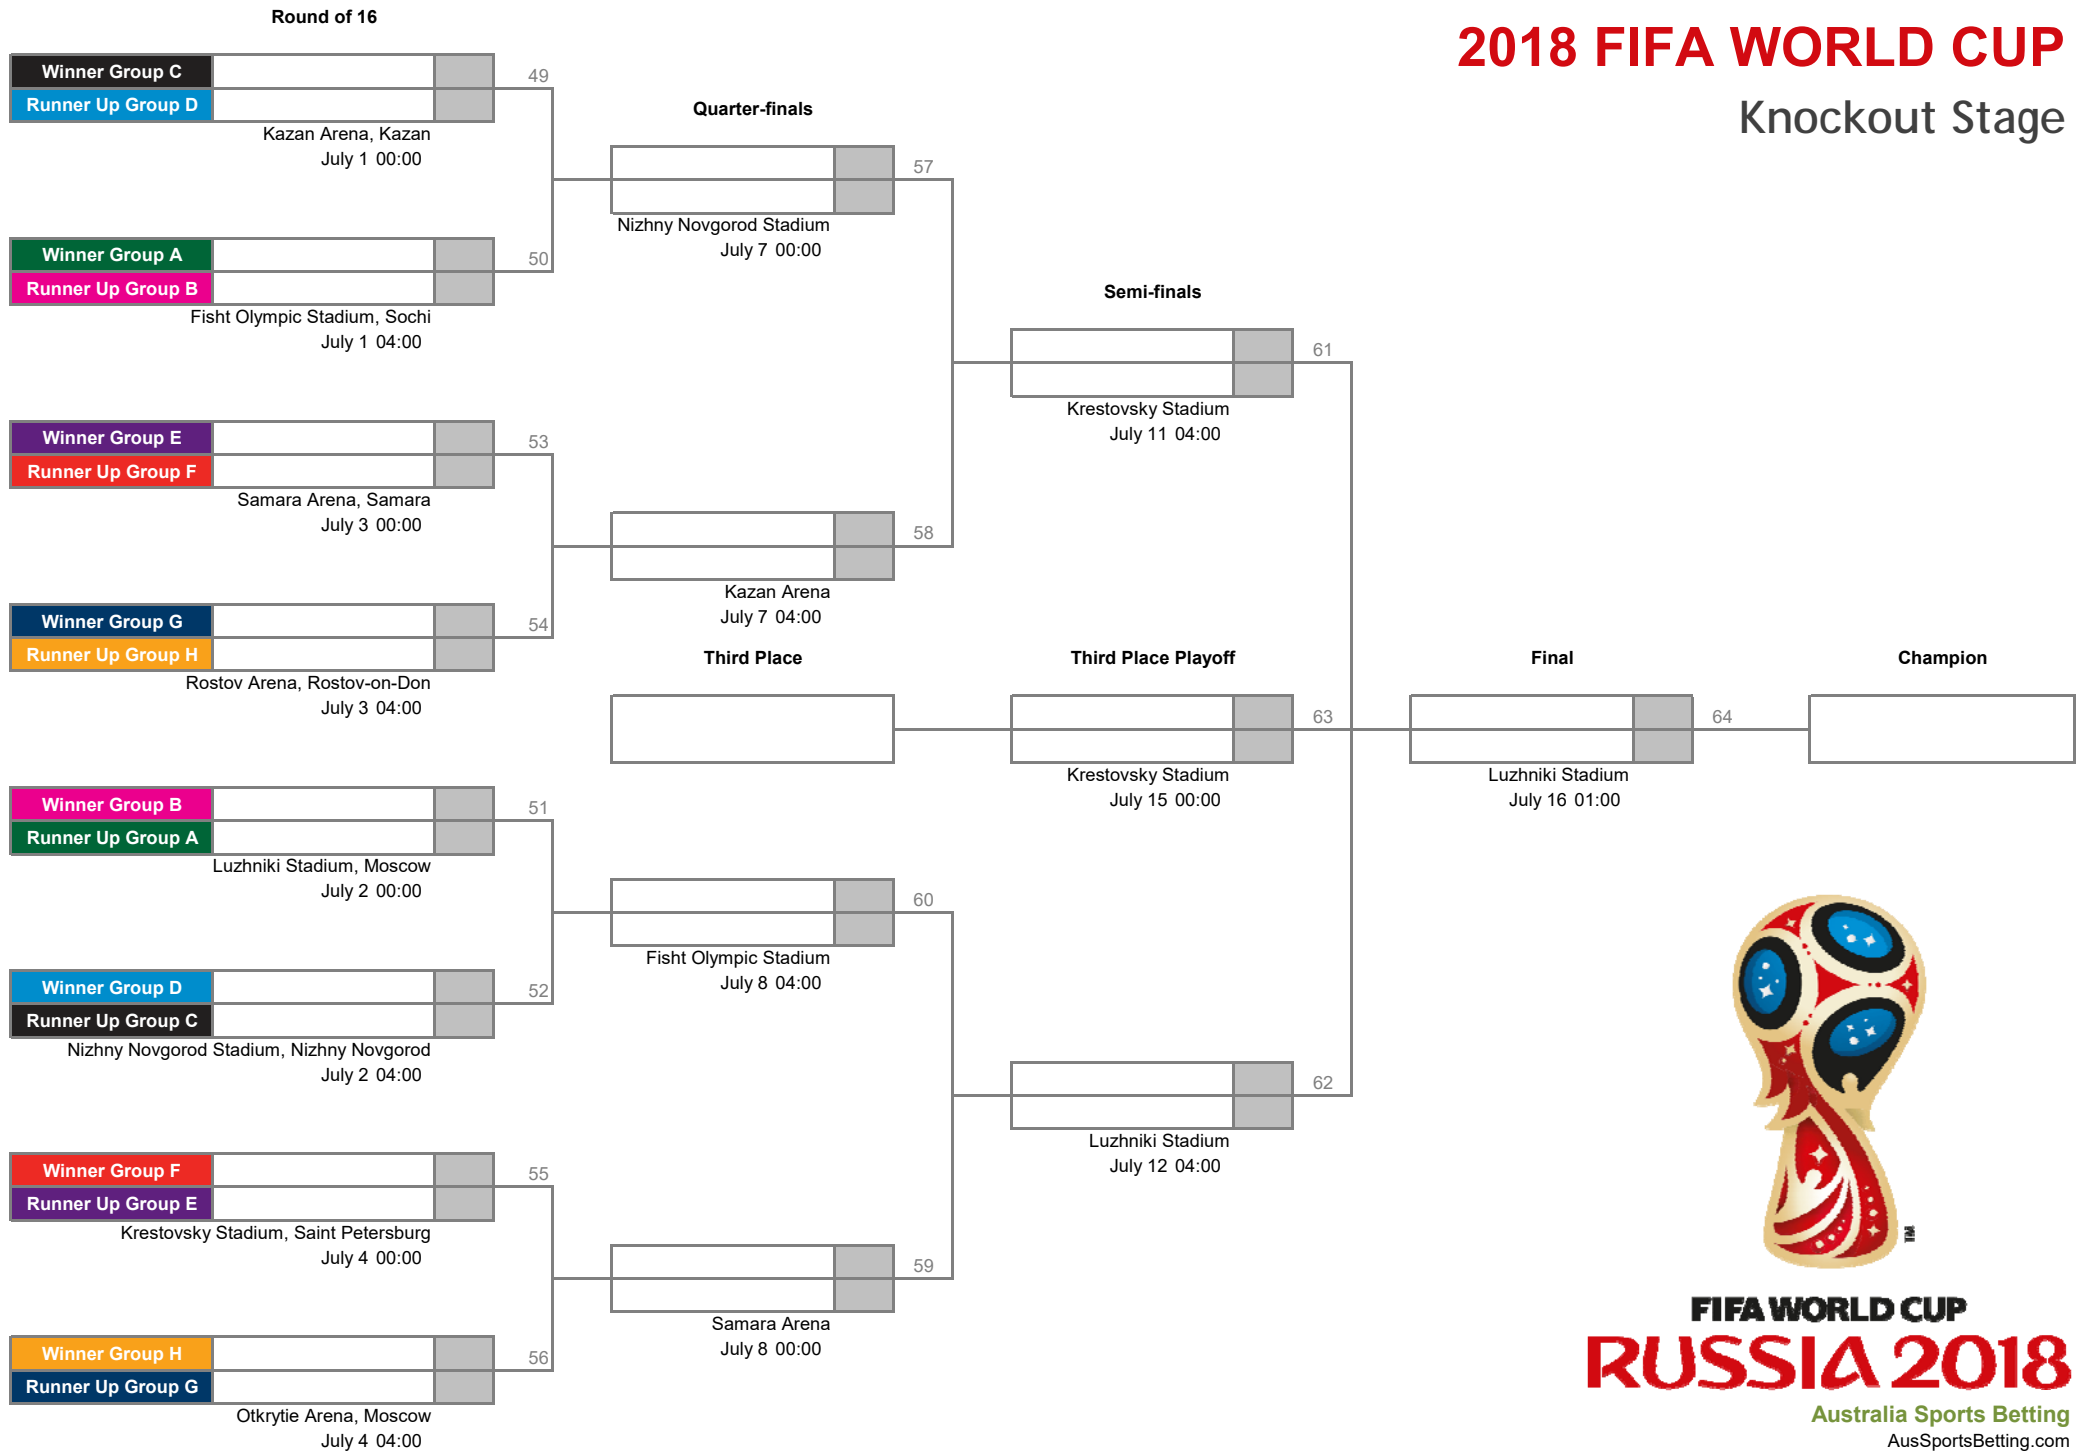 Round of 16
2018 FIFA WORLD CUP
Knockout Stage
Winner Group C
49
Runner Up Group D
Kazan Arena, Kazan
July 1 00:00
Quarter-finals
57
Nizhny Novgorod Stadium
July 7 00:00
Winner Group A
50
Runner Up Group B
Fisht Olympic Stadium, Sochi
July 1 04:00
Semi-finals
61
Krestovsky Stadium
July 11 04:00
Winner Group E
53
Runner Up Group F
Samara Arena, Samara
July 3 00:00
58
Kazan Arena
July 7 04:00
Winner Group G
54
Runner Up Group H
Rostov Arena, Rostov-on-Don
July 3 04:00
Third Place
Third Place Playoff
63
Krestovsky Stadium
July 15 00:00
Final
64
Luzhniki Stadium
July 16 01:00
Champion
Winner Group B
51
Runner Up Group A
Luzhniki Stadium, Moscow
July 2 00:00
60
Fisht Olympic Stadium
July 8 04:00
Winner Group D
52
Runner Up Group C
Nizhny Novgorod Stadium, Nizhny Novgorod
July 2 04:00
62
Luzhniki Stadium
July 12 04:00
Winner Group F
55
Runner Up Group E
Krestovsky Stadium, Saint Petersburg
July 4 00:00
59
Samara Arena
July 8 00:00
Winner Group H
56
Runner Up Group G
Otkrytie Arena, Moscow
July 4 04:00
TM
FIFA WORLD CUP
RUSSIA 2018
Australia Sports Betting
AusSportsBetting.com